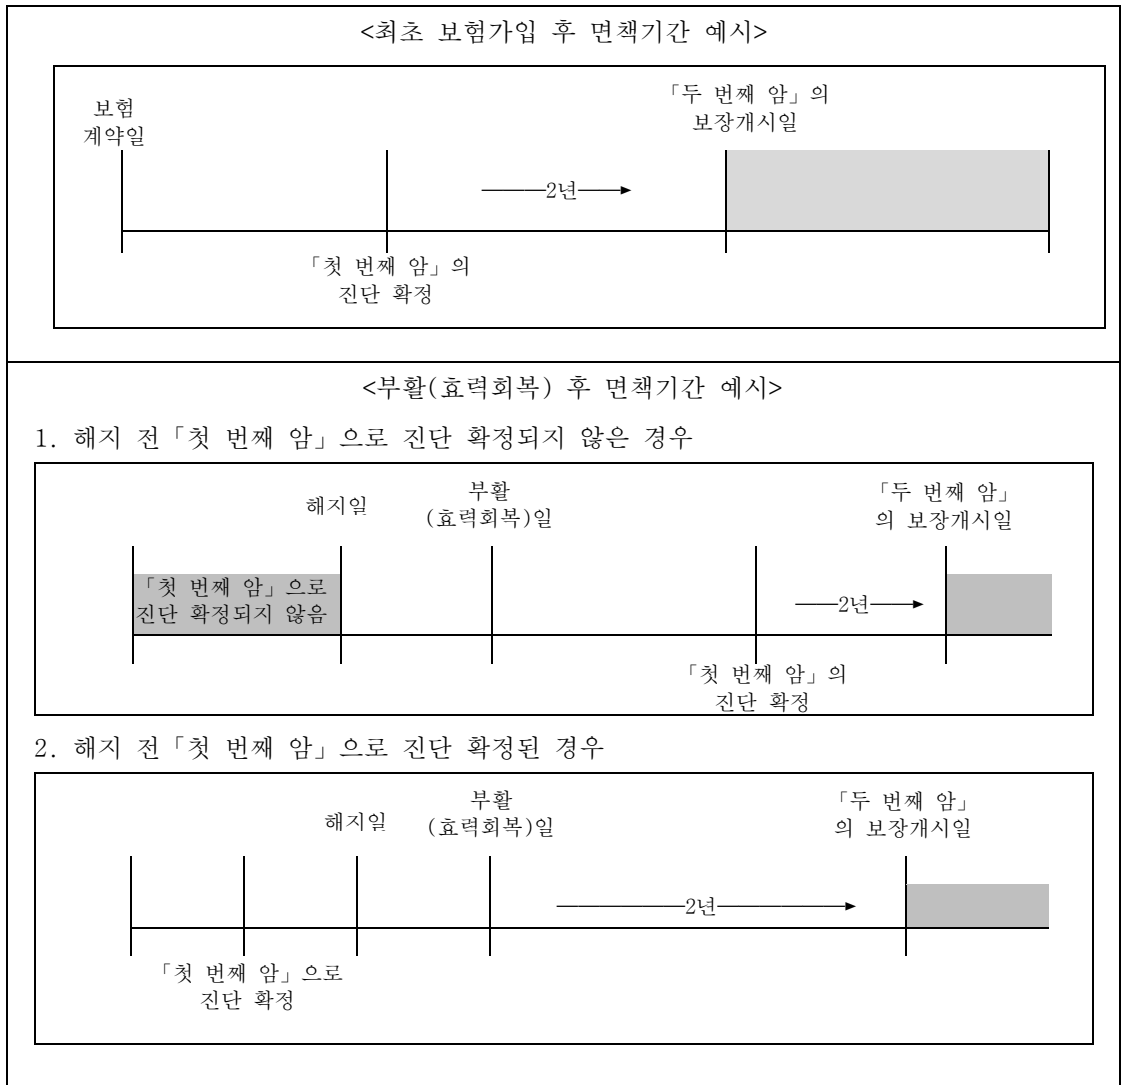 <최초 보험가입 후 면책기간 예시>
보험
계약일
「두 번째 암」의
보장개시일
2년
「첫 번째 암」의
진단 확정
<부활(효력회복) 후 면책기간 예시>
1. 해지 전「첫 번째 암」으로 진단 확정되지 않은 경우
해지일
부활
(효력회복)일
「두 번째 암」
의 보장개시일
「첫 번째 암」으로
진단 확정되지 않음
2년
「첫 번째 암」의
진단 확정
2. 해지 전「첫 번째 암」으로 진단 확정된 경우
해지일
부활
(효력회복)일
「두 번째 암」
의 보장개시일
2년
「첫 번째 암」으로
진단 확정